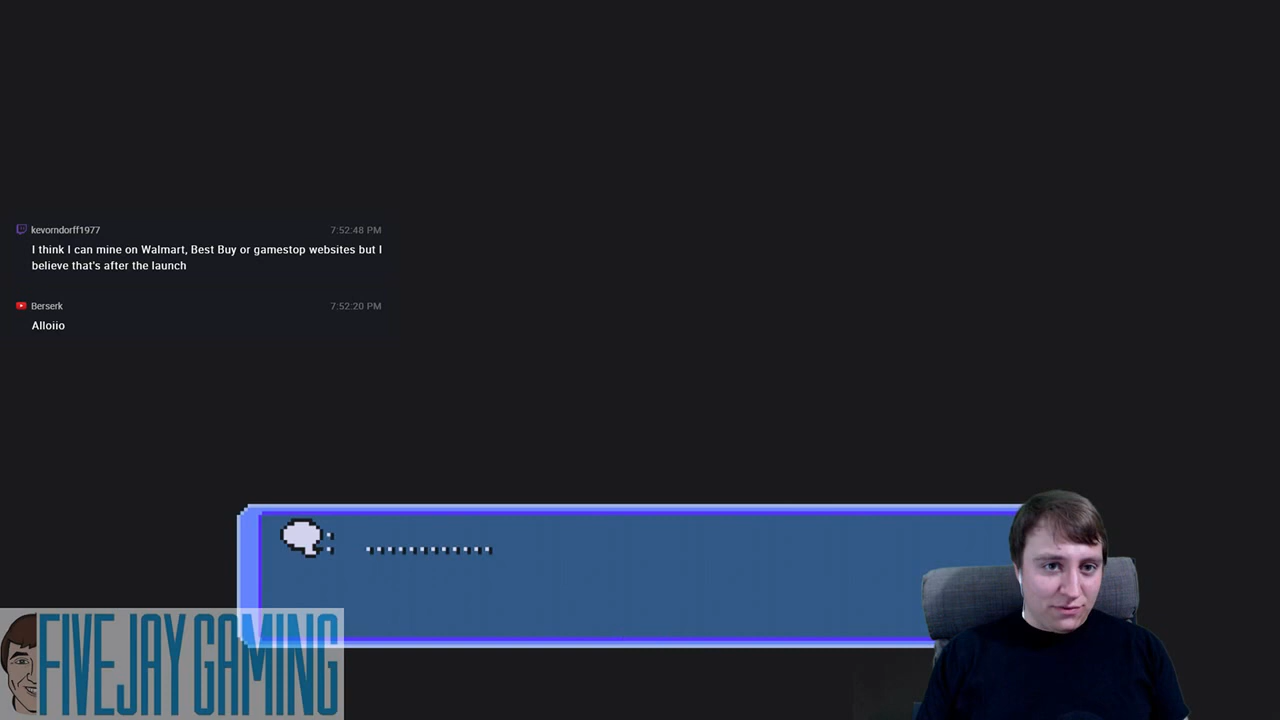 kevorndorff1977 7:52:48 PM
I think I can mine on Walmart, Best Buy or gamestop websites but I
believe that's after the launch
Berserk 7:52:20 PM
Alloiio
: ............
FIVEJAY GAMING